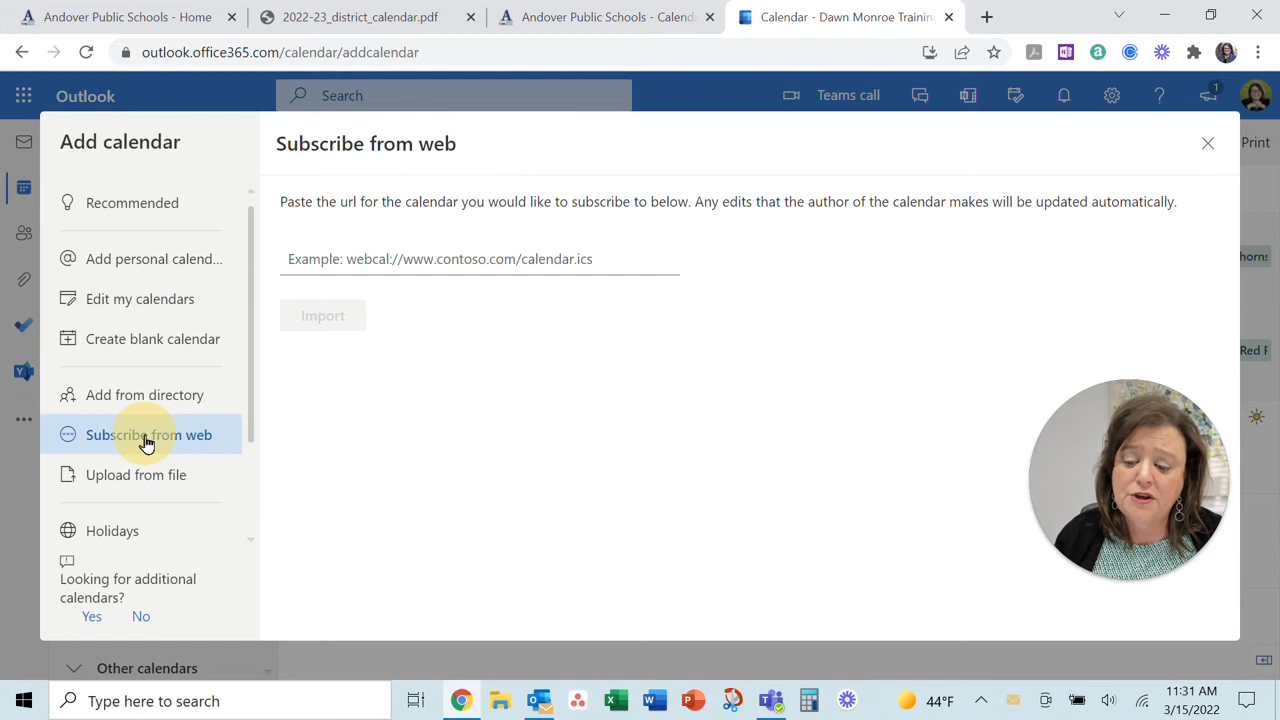 Andover Public Schools - Home
2022-23_district_calendar.pdf
Andover Public Schools - Calend
Calendar - Dawn Monroe Training
outlook.office365.com/calendar/addcalendar
Outlook
Search
Teams call
1
Add calendar
Subscribe from web
Print
Recommended
Paste the url for the calendar you would like to subscribe to below. Any edits that the author of the calendar makes will be updated automatically.
Add personal calend...
Example: webcal://www.contoso.com/calendar.ics
horns
Edit my calendars
Import
Create blank calendar
Red F
Add from directory
Subscribe from web
Upload from file
Holidays
Looking for additional
calendars?
Yes No
Other calendars
Type here to search
44°F
11:31 AM
3/15/2022